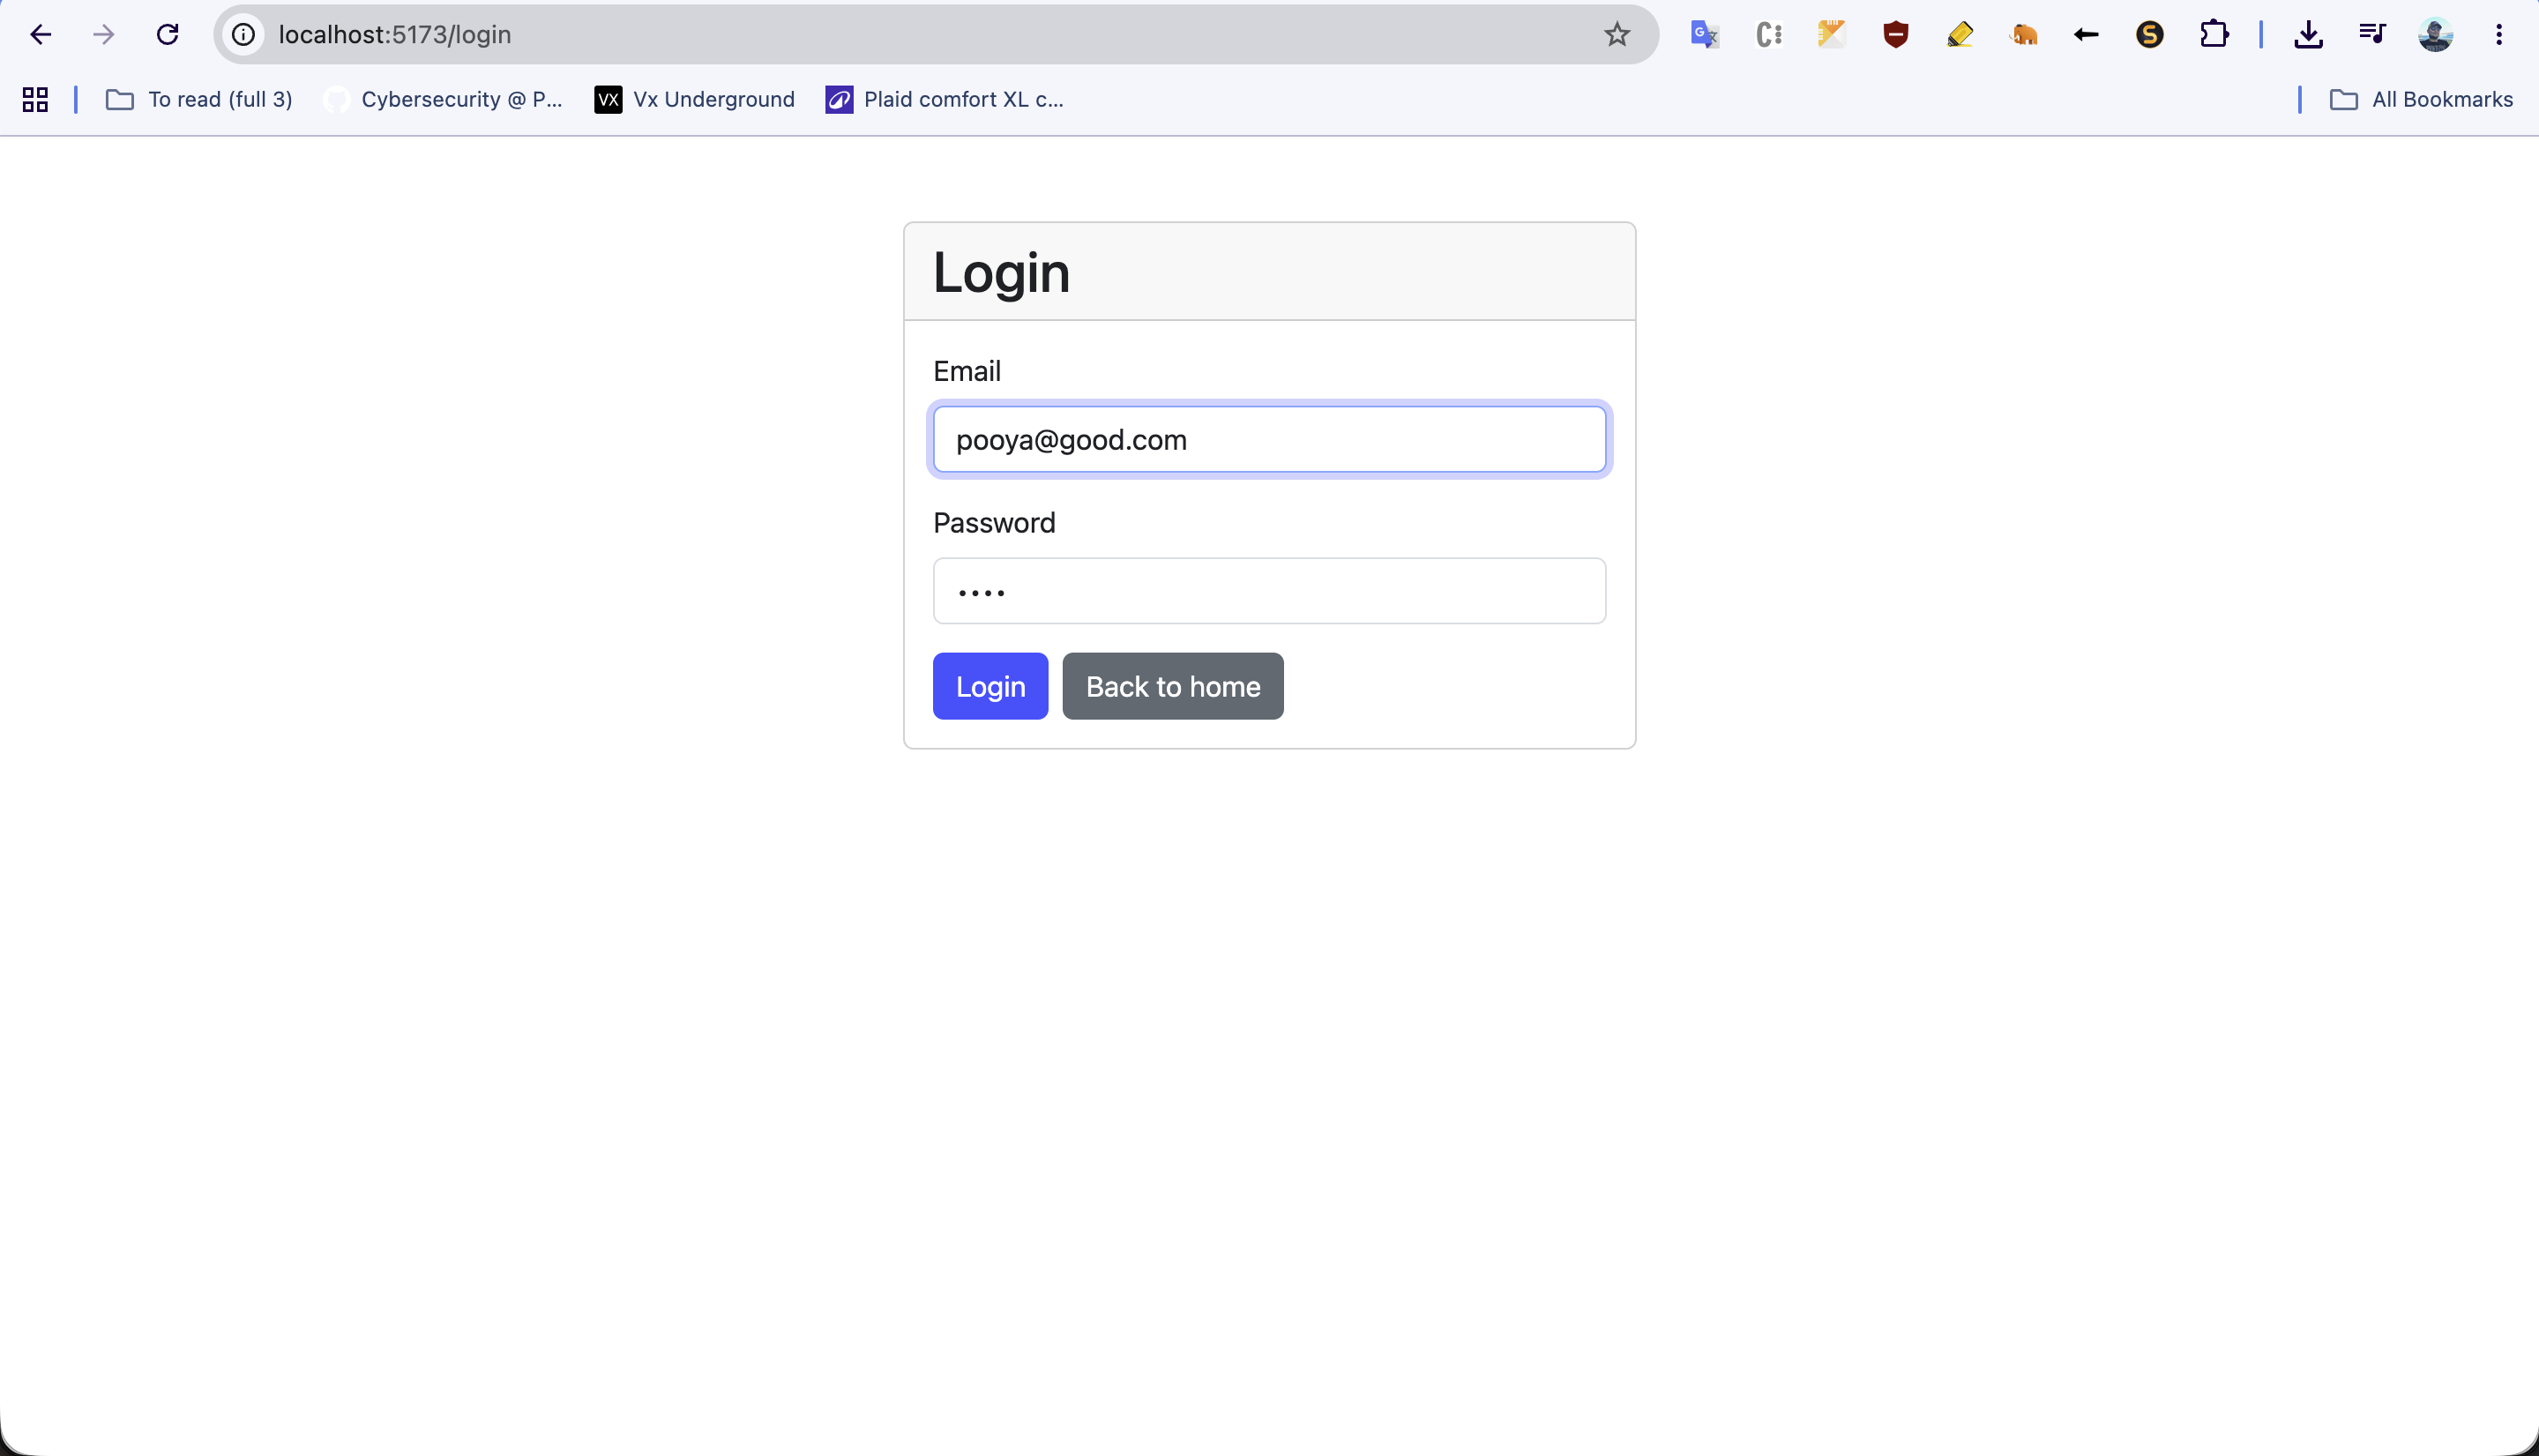 localhost:5173/login
To read (full 3) Cybersecurity @ P... VX Vx Underground Plaid comfort XL c... All Bookmarks
Login
Email
pooya@good.com
Password
••••
Login Back to home